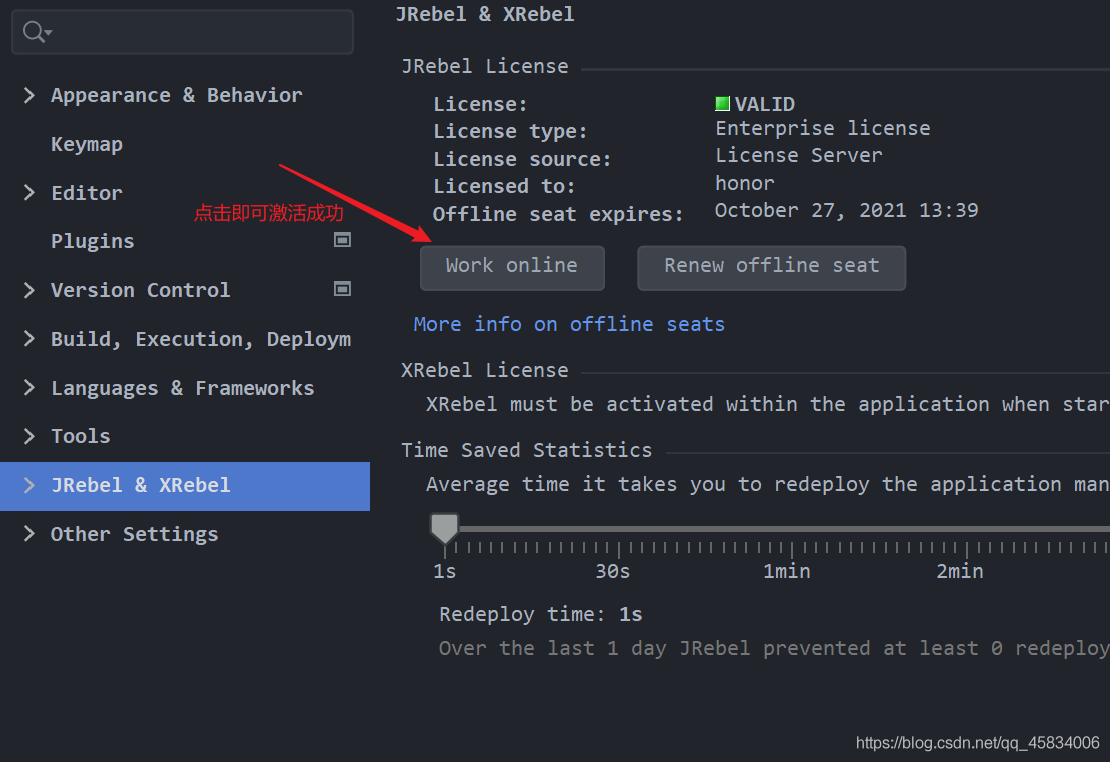 JRebel & XRebel
Appearance & Behavior
Keymap
Editor
Plugins
Version Control
Build, Execution, Deploym
Languages & Frameworks
Tools
JRebel & XRebel
Other Settings
点击即可激活成功
JRebel License
License: VALID
License type: Enterprise license
License source: License Server
Licensed to: honor
Offline seat expires: October 27, 2021 13:39
Work online Renew offline seat
More info on offline seats
XRebel License
XRebel must be activated within the application when star
Time Saved Statistics
Average time it takes you to redeploy the application man
1s 30s 1min 2min
Redeploy time: 1s
Over the last 1 day JRebel prevented at least 0 redeploy
https://blog.csdn.net/qq_45834006